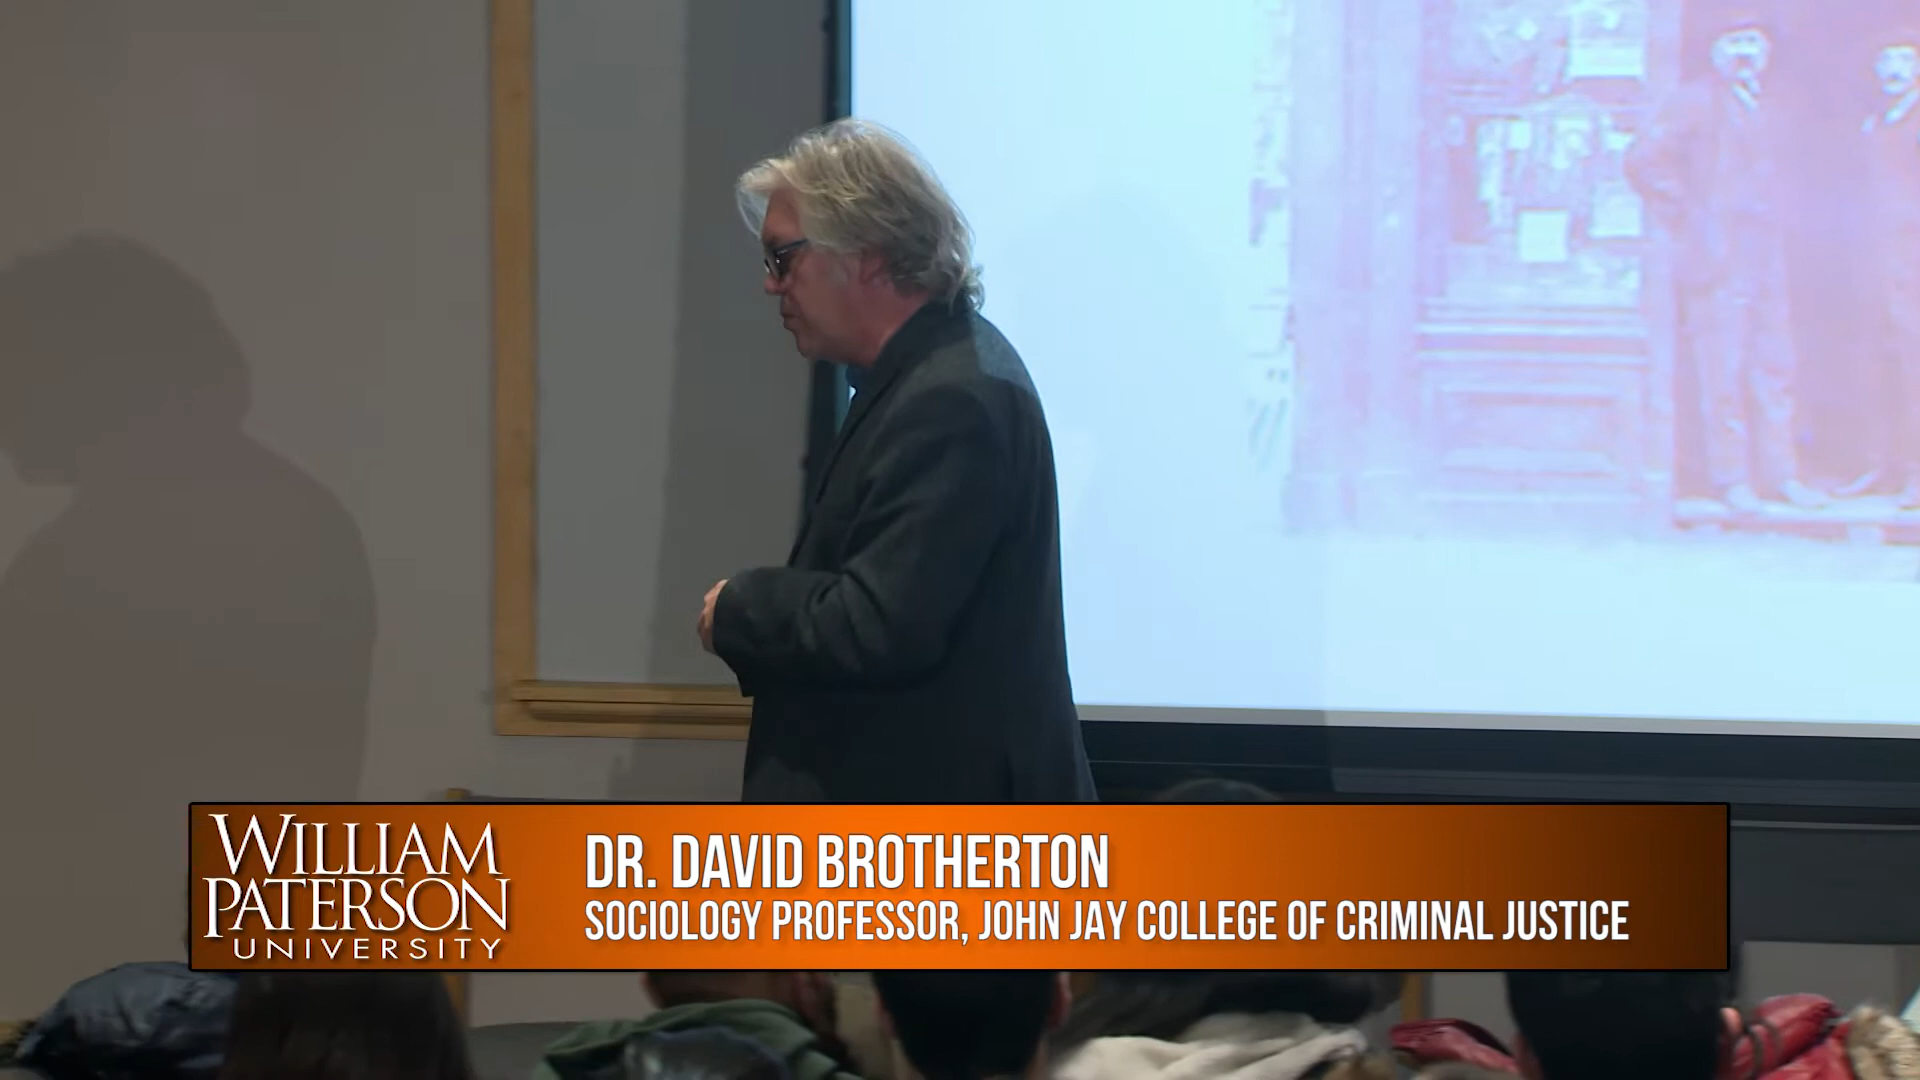 WILLIAM
PATERSON
UNIVERSITY
DR. DAVID BROTHERTON
SOCIOLOGY PROFESSOR, JOHN JAY COLLEGE OF CRIMINAL JUSTICE